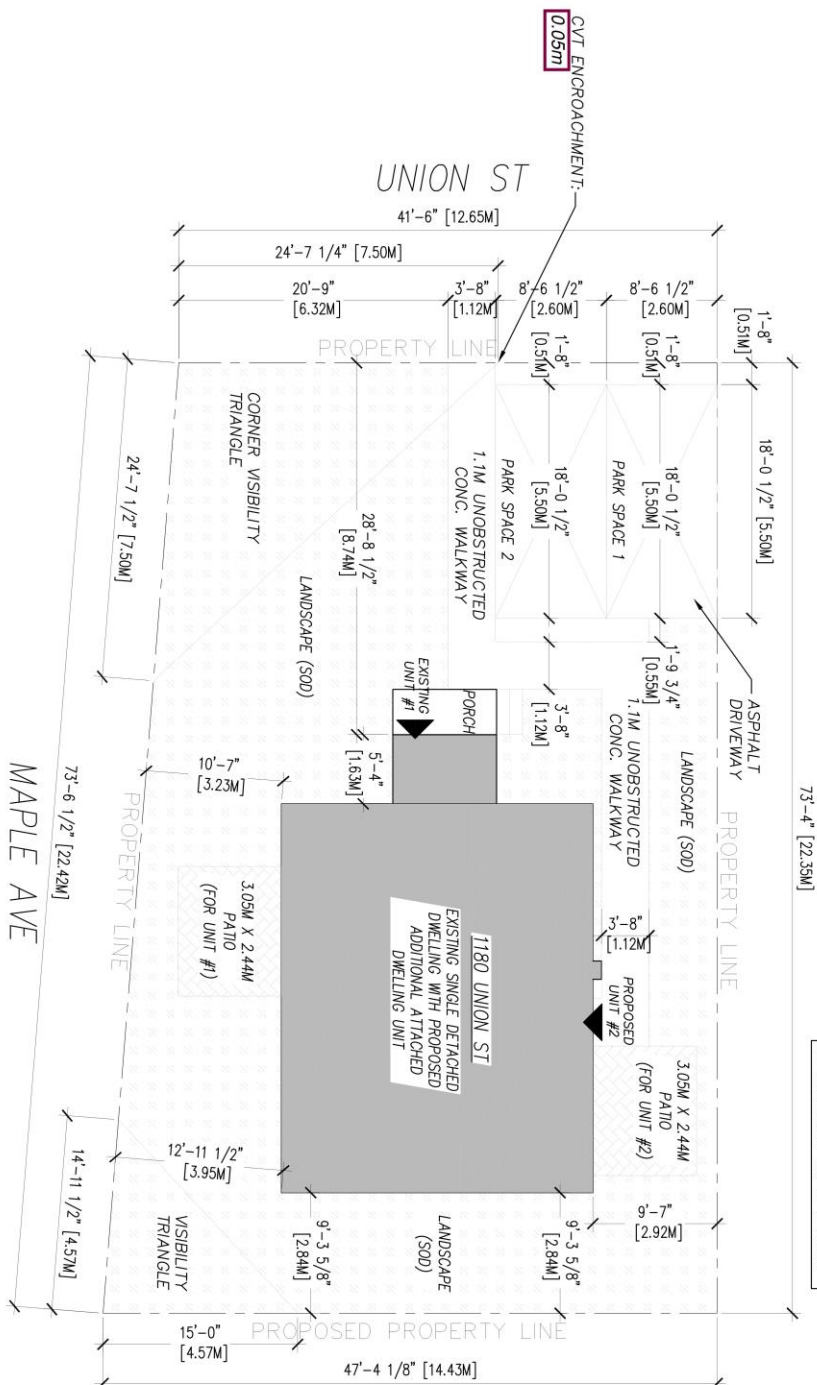 CVT ENCROACHMENT:
0.05m
UNION ST
41'-6" [12.65M]
24'-7 1/4" [7.50M]
20'-9"
[6.32M]
3'-8"
[1.12M]
8'-6 1/2"
[2.60M]
8'-6 1/2"
[2.60M]
1'-8"
[0.51M]
1'-8"
[0.51M]
1'-8"
[0.51M]
PROPERTY LINE
CORNER VISIBILITY
TRIANGLE
24'-7 1/2" [7.50M]
28'-8 1/2"
[8.74M]
LANDSCAPE (SOD)
1.1M UNOBSTRUCTED
CONC. WALKWAY
PARK SPACE 2
18'-0 1/2"
[5.50M]
PARK SPACE 1
18'-0 1/2"
[5.50M]
18'-0 1/2" [5.50M]
ASPHALT
DRIVEWAY
1'-9 3/4"
[0.55M]
3'-8"
[1.12M]
EXISTING
UNIT #1
PORCH
5'-4"
[1.63M]
1.1M UNOBSTRUCTED
CONC. WALKWAY
LANDSCAPE (SOD)
PROPERTY LINE
73'-4" [22.35M]
3'-8"
[1.12M]
PROPOSED
UNIT #2
3.05M X 2.44M
PATIO
(FOR UNIT #2)
1180 UNION ST
EXISTING SINGLE DETACHED
DWELLING WITH PROPOSED
ADDITIONAL ATTACHED
DWELLING UNIT
10'-7"
[3.23M]
3.05M X 2.44M
PATIO
(FOR UNIT #1)
PROPERTY LINE
73'-6 1/2" [22.42M]
MAPLE AVE
12'-11 1/2"
[3.95M]
14'-11 1/2" [4.57M]
VISIBILITY
TRIANGLE
9'-3 5/8"
[2.84M]
LANDSCAPE
(SOD)
9'-3 5/8"
[2.84M]
9'-7"
[2.92M]
15'-0"
[4.57M]
PROPOSED PROPERTY LINE
47'-4 1/8" [14.43M]